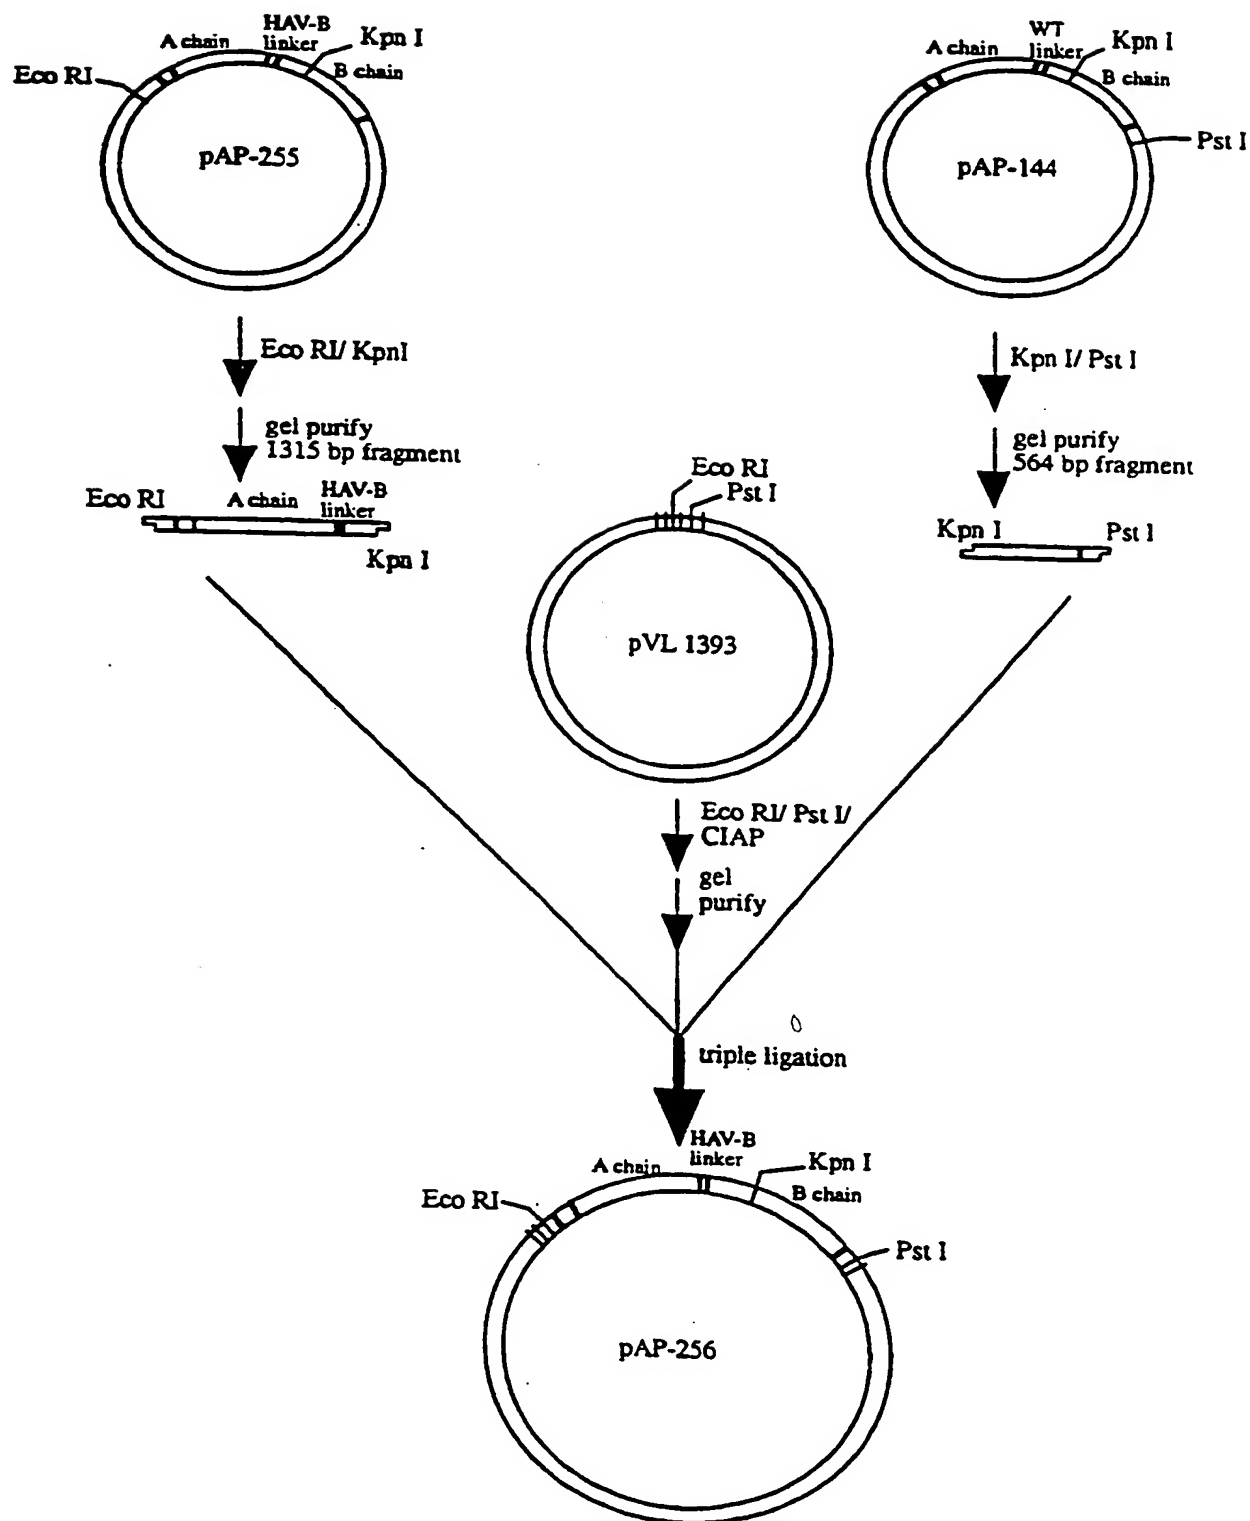 A chain
HAV-B
linker
Kpn I
B chain
Eco RI
pAP-255
A chain
WT
linker
Kpn I
B chain
Pst I
pAP-144
Eco RI/ KpnI
gel purify
1315 bp fragment
Kpn I/ Pst I
gel purify
564 bp fragment
Eco RI
A chain
HAV-B
linker
Kpn I
Eco RI
Pst I
pVL 1393
Kpn I
Pst I
Eco RI/ Pst I/
CIAP
gel
purify
triple ligation
A chain
HAV-B
linker
Kpn I
B chain
Eco RI
Pst I
pAP-256